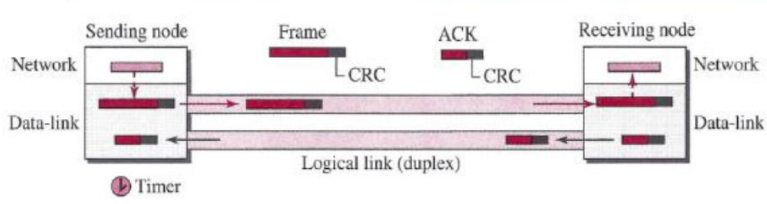 Sending node
Frame
ACK
Receiving node
Network
CRC
CRC
Network
Data-link
Data-link
Logical link (duplex)
Timer